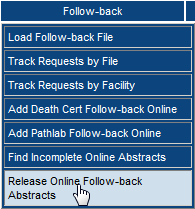 Follow-back
Load Follow-back File
Track Requests by File
Track Requests by Facility
Add Death Cert Follow-back Online
Add Pathlab Follow-back Online
Find Incomplete Online Abstracts
Release Online Follow-back
Abstracts